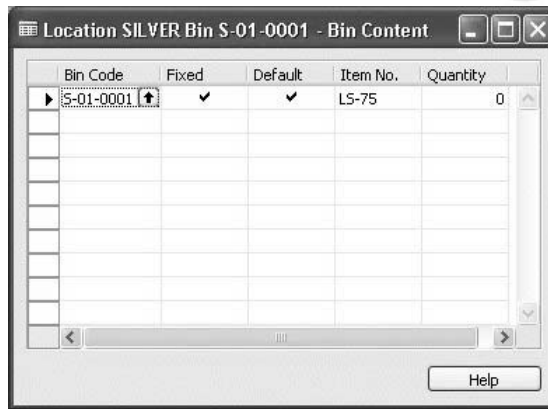 Location SILVER Bin S-01-0001 - Bin Content
Bin Code Fixed Default Item No. Quantity
S-01-0001 LS-75 0
Help